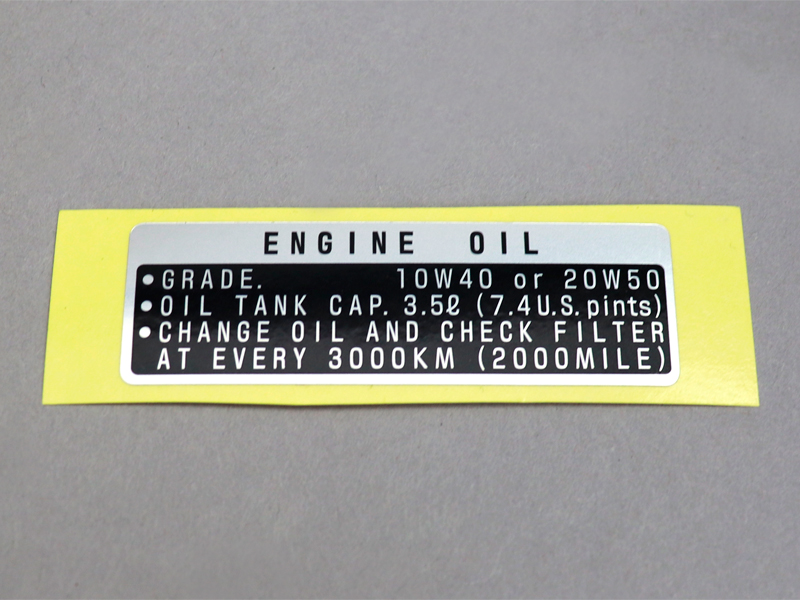 ENGINE OIL
•GRADE. 10W40 or 20W50
•OIL TANK CAP. 3.5ℓ (7.4U.S.pints)
•CHANGE OIL AND CHECK FILTER
AT EVERY 3000KM (2000MILE)